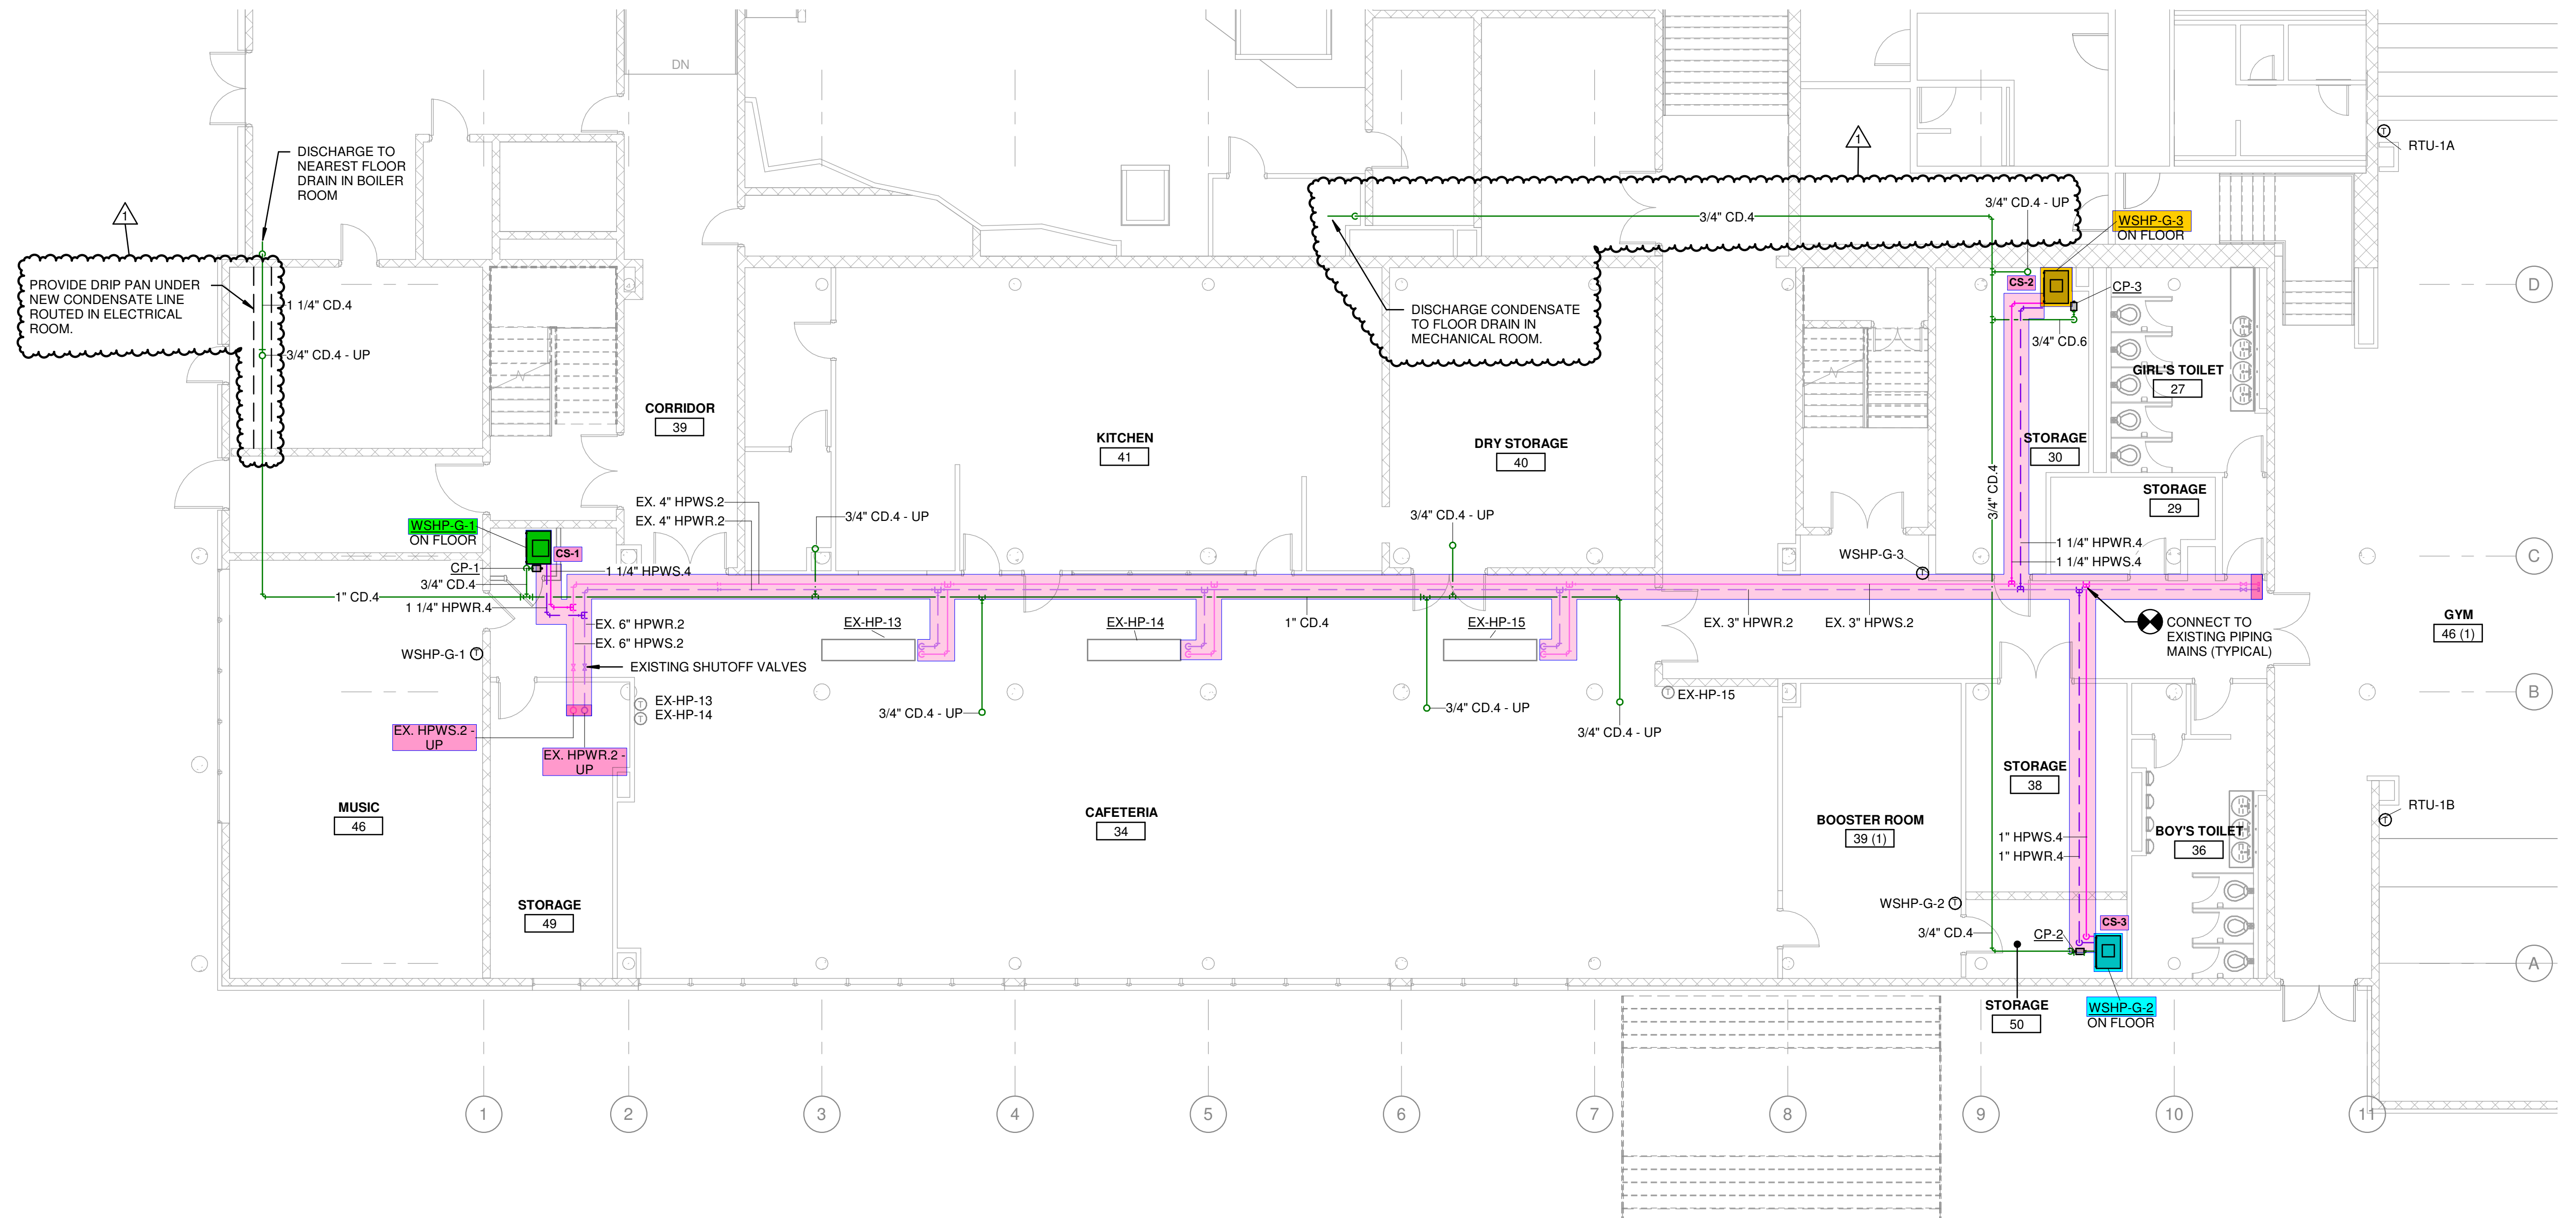 DN
DISCHARGE TO
NEAREST FLOOR
DRAIN IN BOILER
ROOM
1
PROVIDE DRIP PAN UNDER
NEW CONDENSATE LINE
ROUTED IN ELECTRICAL
ROOM.
1 1/4" CD.4
3/4" CD.4 - UP
1
3/4" CD.4
3/4" CD.4 - UP
WSHP-G-3
ON FLOOR
RTU-1A
T
DISCHARGE CONDENSATE
TO FLOOR DRAIN IN
MECHANICAL ROOM.
CS-2
CP-3
3/4" CD.6
D
GIRL'S TOILET
27
CORRIDOR
39
KITCHEN
41
DRY STORAGE
40
STORAGE
30
3/4" CD.4
STORAGE
29
EX. 4" HPWS.2
EX. 4" HPWR.2
3/4" CD.4 - UP
3/4" CD.4 - UP
WSHP-G-1
ON FLOOR
CS-1
CP-1
3/4" CD.4
1 1/4" HPWS.4
1" CD.4
1 1/4" HPWR.4
EX. 6" HPWR.2
EX. 6" HPWS.2
WSHP-G-1
T
EXISTING SHUTOFF VALVES
WSHP-G-3
T
1 1/4" HPWR.4
1 1/4" HPWS.4
C
EX-HP-13
EX-HP-14
1" CD.4
EX-HP-15
EX. 3" HPWR.2
EX. 3" HPWS.2
CONNECT TO
EXISTING PIPING
MAINS (TYPICAL)
GYM
46 (1)
T
EX-HP-13
T
EX-HP-14
3/4" CD.4 - UP
3/4" CD.4 - UP
3/4" CD.4 - UP
T
EX-HP-15
B
EX. HPWS.2 -
UP
EX. HPWR.2 -
UP
MUSIC
46
CAFETERIA
34
BOOSTER ROOM
39 (1)
STORAGE
38
1" HPWS.4
1" HPWR.4
BOY'S TOILET
36
RTU-1B
T
STORAGE
49
WSHP-G-2
T
3/4" CD.4
CP-2
CS-3
A
STORAGE
50
WSHP-G-2
ON FLOOR
1
2
3
4
5
6
7
8
9
10
11